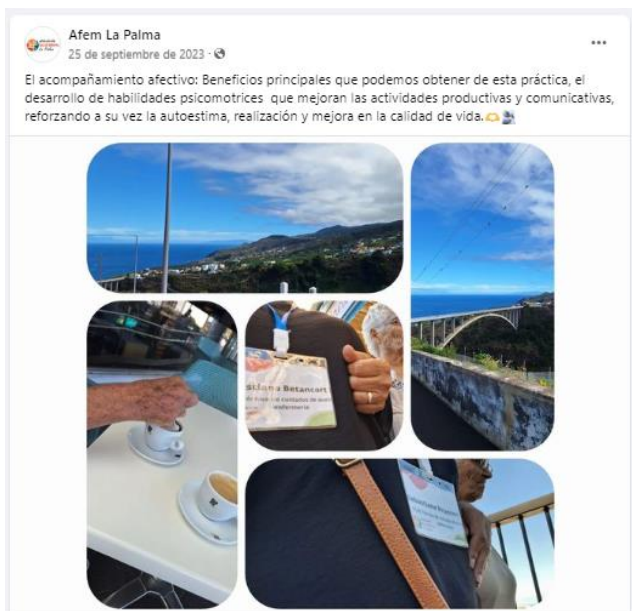 Afem La Palma
25 de septiembre de 2023 ·
El acompañamiento afectivo: Beneficios principales que podemos obtener de esta práctica, el
desarrollo de habilidades psicomotrices que mejoran las actividades productivas y comunicativas,
reforzando a su vez la autoestima, realización y mejora en la calidad de vida.
Betancort
enfermería